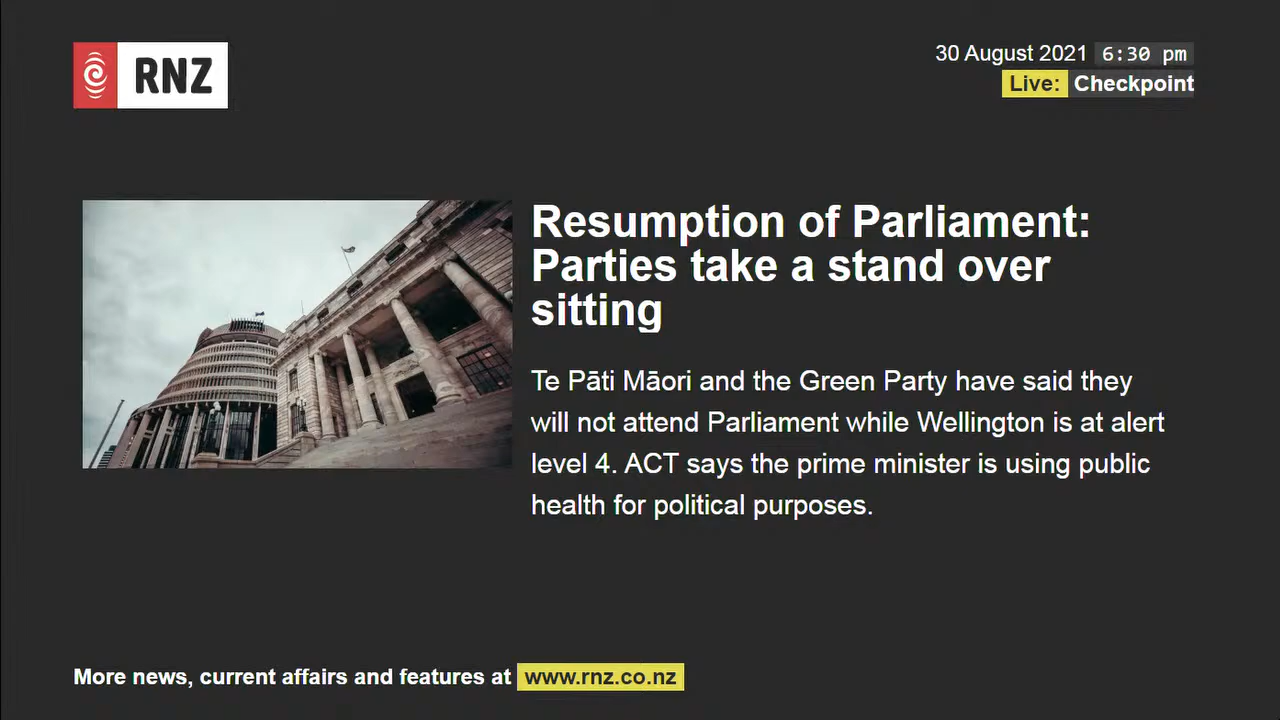 RNZ
30 August 2021 6:30 pm
Live: Checkpoint
Resumption of Parliament:
Parties take a stand over
sitting
Te Pāti Māori and the Green Party have said they
will not attend Parliament while Wellington is at alert
level 4. ACT says the prime minister is using public
health for political purposes.
More news, current affairs and features at www.rnz.co.nz